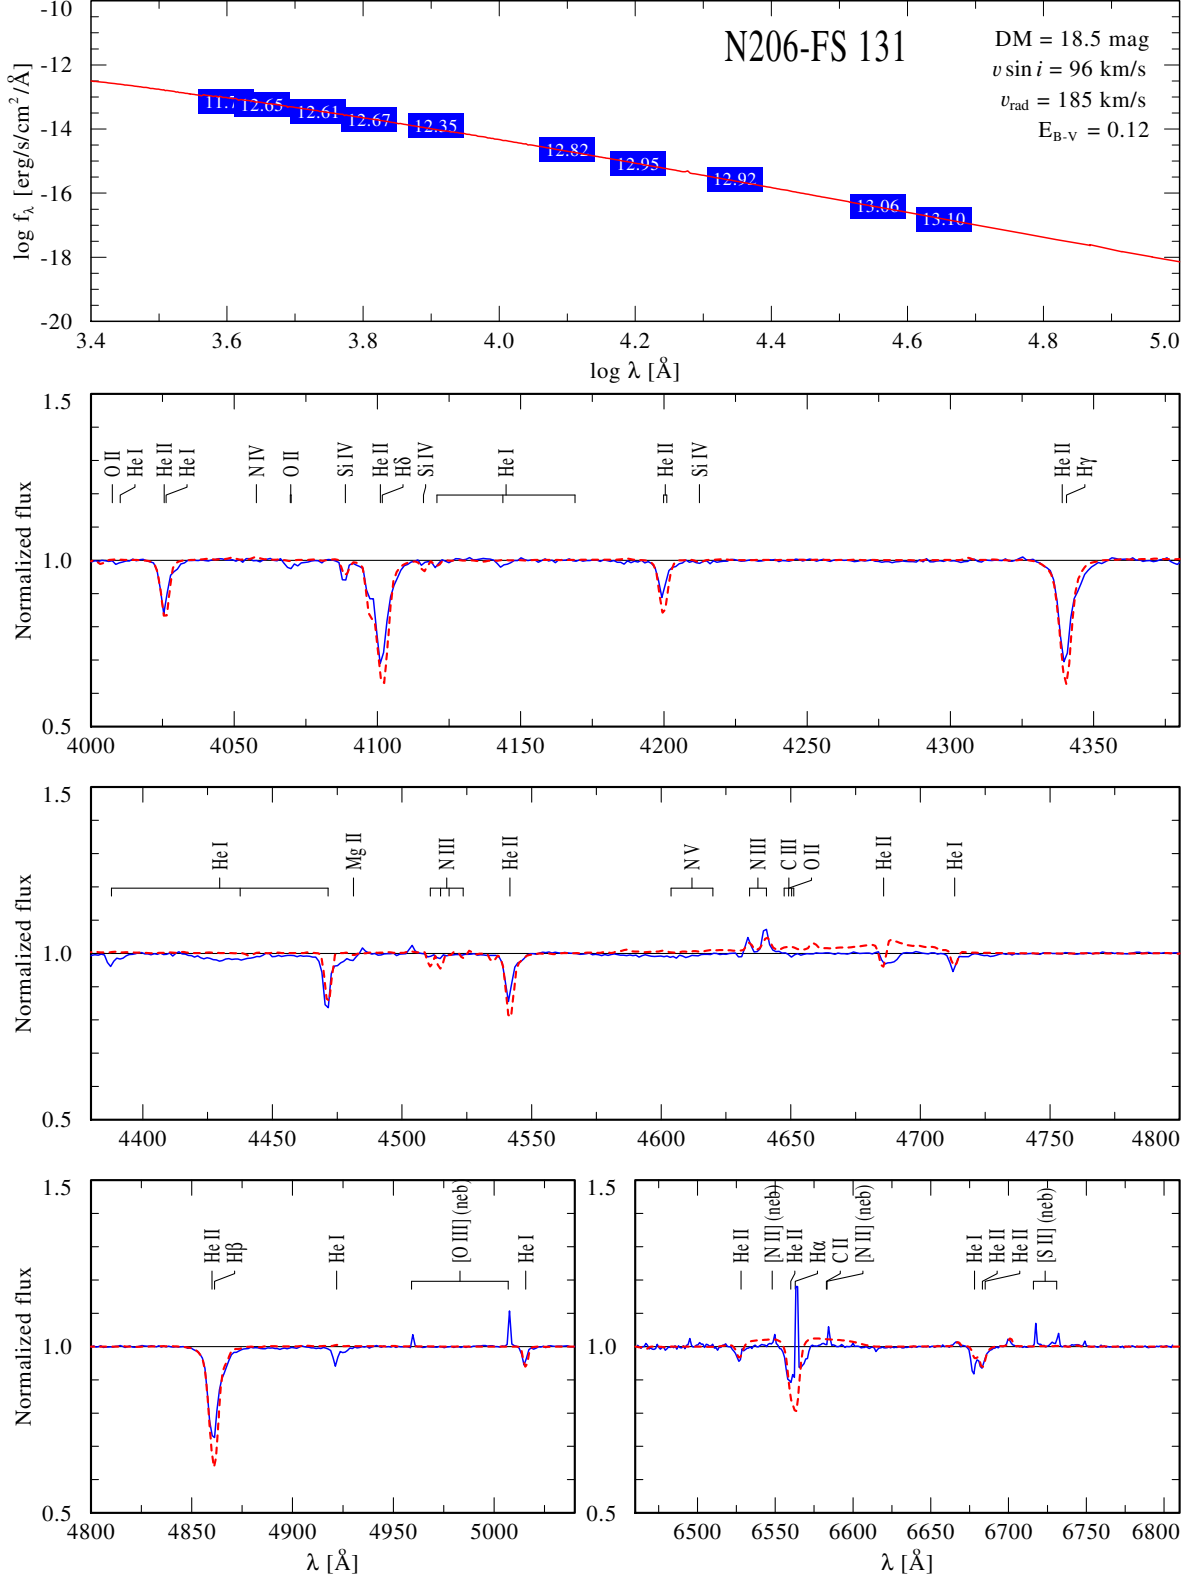 N206-FS 131
DM = 18.5 mag
v sin i = 96 km/s
v_rad = 185 km/s
E_B-V = 0.12
-10
-12
-14
-16
-18
-20
log f_λ [erg/s/cm²/Å]
12.65
12.61
12.67
12.35
12.82
12.95
12.92
13.06
13.10
3.4 3.6 3.8 4.0 4.2 4.4 4.6 4.8 5.0
log λ [Å]
1.5
1.0
0.5
Normalized flux
O II
He I
He II
He I
N IV
O II
Si IV
He II
Hδ
Si IV
He I
He II
Si IV
He II
Hγ
4000 4050 4100 4150 4200 4250 4300 4350
1.5
1.0
0.5
Normalized flux
He I
Mg II
N III
He II
N V
N III
C III
O II
He II
He I
4400 4450 4500 4550 4600 4650 4700 4750 4800
1.5
1.0
0.5
Normalized flux
He II
Hβ
He I
[O III] (neb)
He I
4800 4850 4900 4950 5000
λ [Å]
1.5
1.0
0.5
He II
[N II] (neb)
He II
Hα
C II
[N II] (neb)
He I
He II
He II
[S II] (neb)
6500 6550 6600 6650 6700 6750 6800
λ [Å]